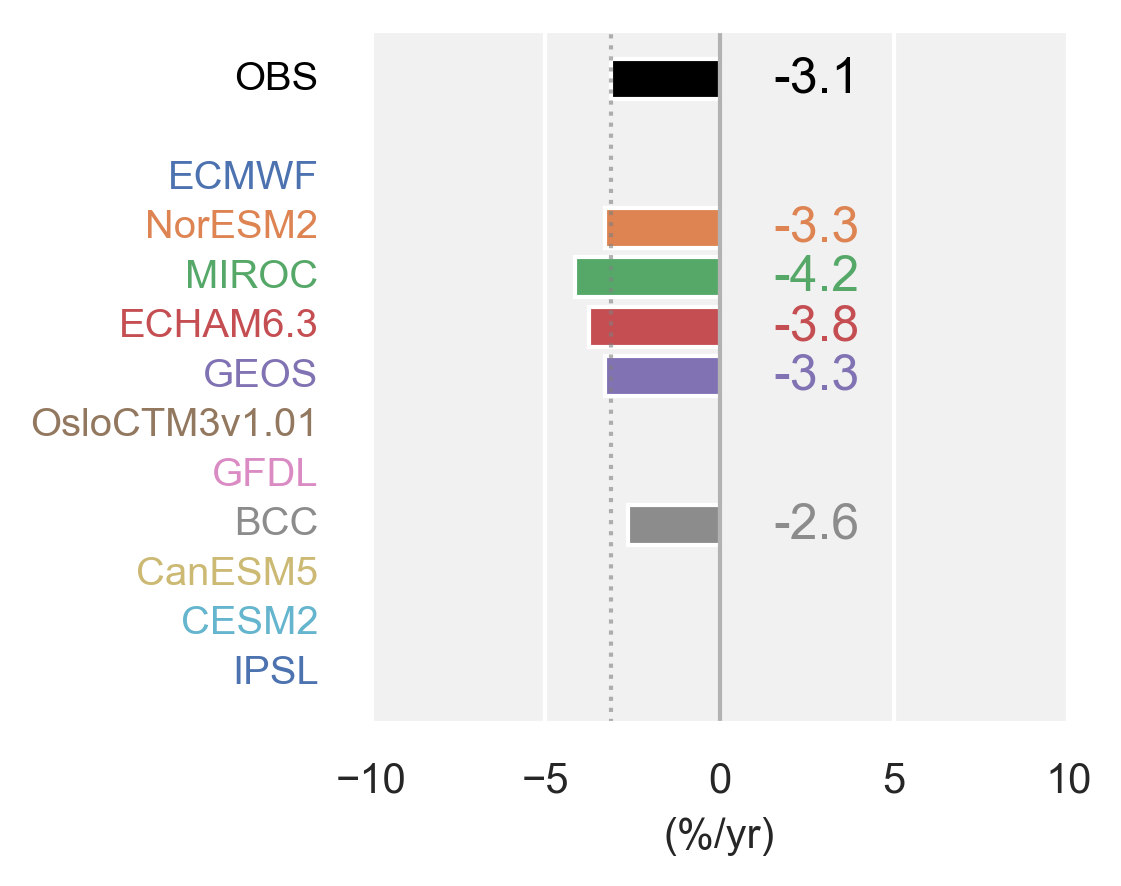 OBS -3.1
ECMWF
NorESM2 -3.3
MIROC -4.2
ECHAM6.3 -3.8
GEOS -3.3
OsloCTM3v1.01
GFDL
BCC -2.6
CanESM5
CESM2
IPSL
−10 −5 0 5 10
(%/yr)